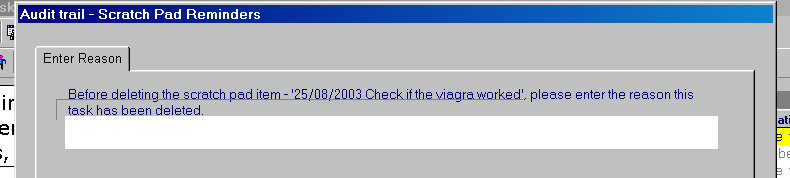 Audit trail - Scratch Pad Reminders
Enter Reason
Before deleting the scratch pad item - '25/08/2003 Check if the viagra worked', please enter the reason this
task has been deleted.